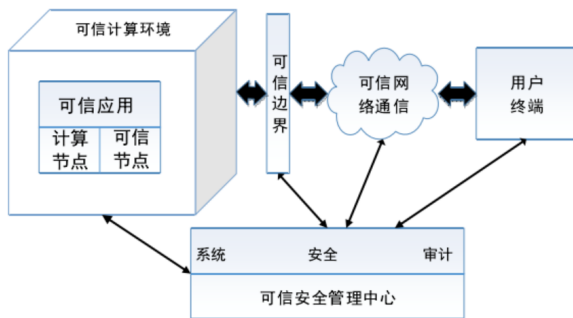 可信计算环境
可信应用
计算
节点
可信
节点
可信边界
可信网
络通信
用户
终端
系统 安全 审计
可信安全管理中心